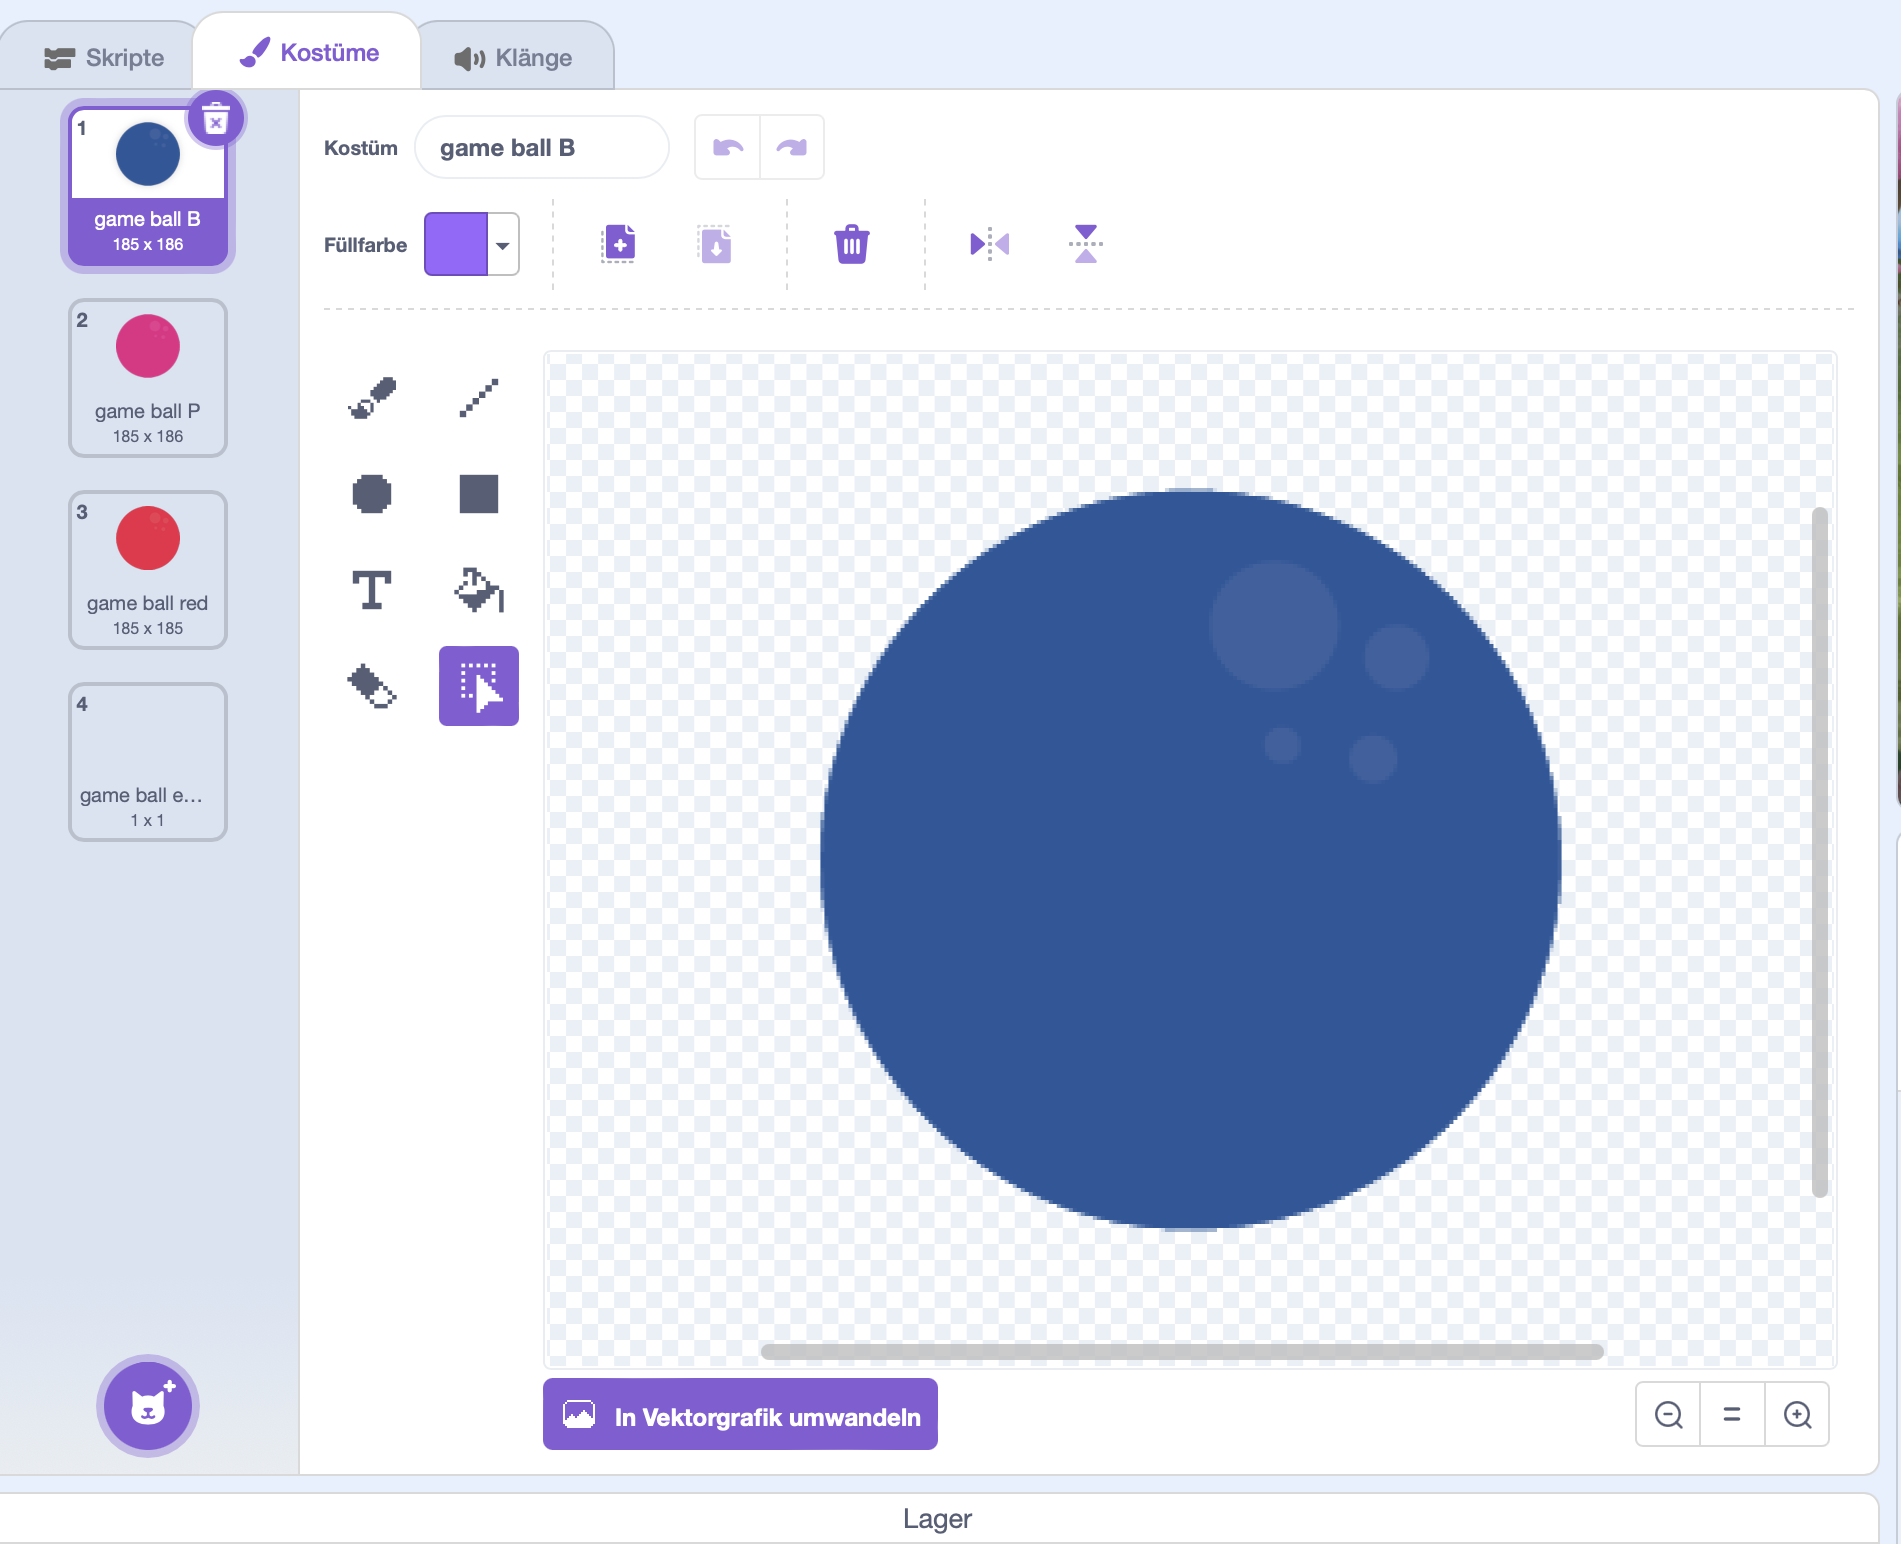 Skripte
Kostüme
Klänge
1
game ball B
185 x 186
2
game ball P
185 x 186
3
game ball red
185 x 185
4
game ball e...
1 x 1
Kostüm
game ball B
Füllfarbe
In Vektorgrafik umwandeln
Lager